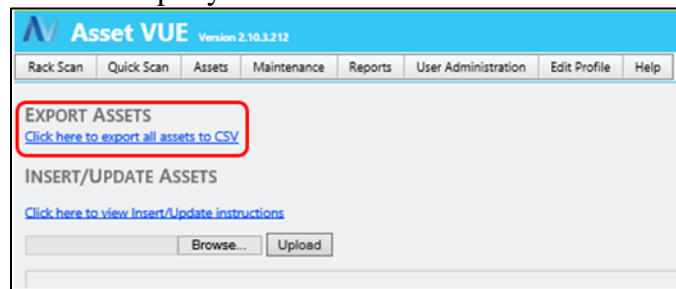 Asset VUE Version 2.10.3.212
Rack Scan Quick Scan Assets Maintenance Reports User Administration Edit Profile Help
EXPORT ASSETS
Click here to export all assets to CSV
INSERT/UPDATE ASSETS
Click here to view Insert/Update instructions
Browse... Upload